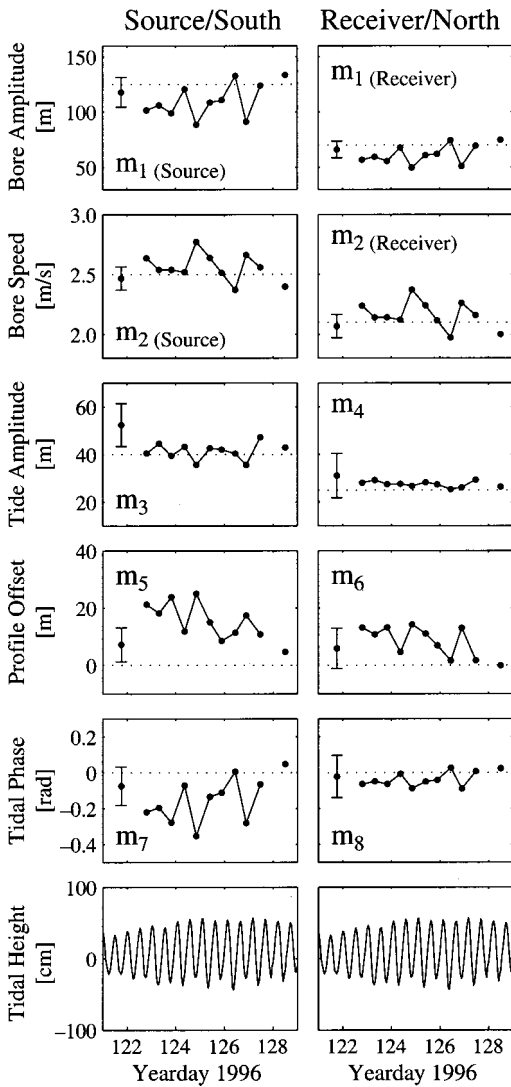 Source/South
Receiver/North
Bore Amplitude
[m]
150
100
50
m1 (Source)
m1 (Receiver)
Bore Speed
[m/s]
3.0
2.5
2.0
m2 (Source)
m2 (Receiver)
Tide Amplitude
[m]
60
40
20
m3
m4
Profile Offset
[m]
40
20
0
m5
m6
Tidal Phase
[rad]
0.2
0
−0.2
−0.4
m7
m8
Tidal Height
[cm]
100
0
−100
122 124 126 128
122 124 126 128
Yearday 1996
Yearday 1996